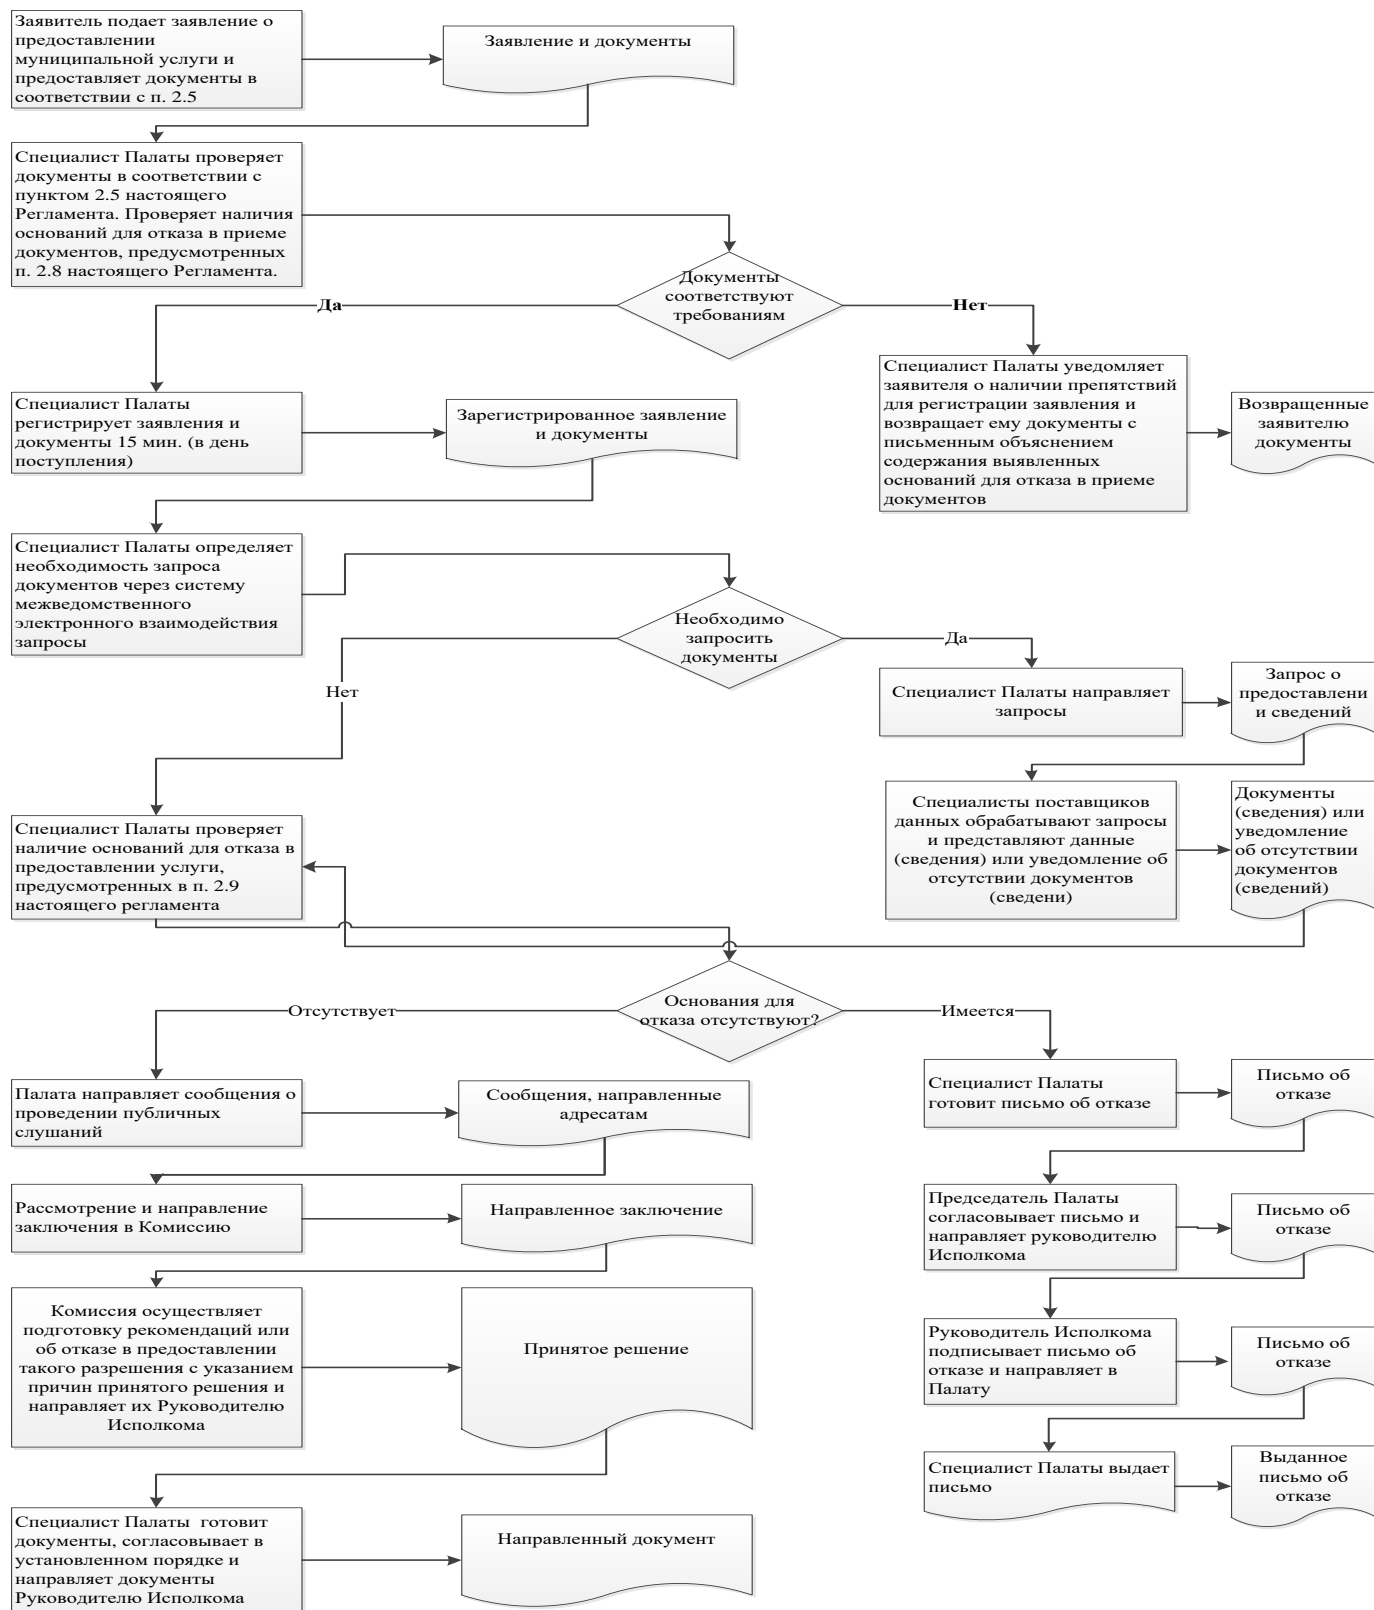 Заявитель подает заявление о
предоставлении
муниципальной услуги и
предоставляет документы в
соответствии с п. 2.5
Заявление и документы
Специалист Палаты проверяет
документы в соответствии с
пунктом 2.5 настоящего
Регламента. Проверяет наличия
оснований для отказа в приеме
документов, предусмотренных
п. 2.8 настоящего Регламента.
Документы
соответствуют
требованиям
Да
Нет
Специалист Палаты
регистрирует заявления и
документы 15 мин. (в день
поступления)
Зарегистрированное заявление
и документы
Специалист Палаты уведомляет
заявителя о наличии препятствий
для регистрации заявления и
возвращает ему документы с
письменным объяснением
содержания выявленных
оснований для отказа в приеме
документов
Возвращенные
заявителю
документы
Специалист Палаты определяет
необходимость запроса
документов через систему
межведомственного
электронного взаимодействия
запросы
Необходимо
запросить
документы
Да
Нет
Специалист Палаты направляет
запросы
Запрос о
предоставлени
и сведений
Специалисты поставщиков
данных обрабатывают запросы
и представляют данные
(сведения) или уведомление об
отсутствии документов
(сведени)
Документы
(сведения) или
уведомление
об отсутствии
документов
(сведений)
Специалист Палаты проверяет
наличие оснований для отказа в
предоставлении услуги,
предусмотренных в п. 2.9
настоящего регламента
Основания для
отказа отсутствуют?
Отсутствует
Имеется
Палата направляет сообщения о
проведении публичных
слушаний
Сообщения, направленные
адресатам
Специалист Палаты
готовит письмо об отказе
Письмо об
отказе
Рассмотрение и направление
заключения в Комиссию
Направленное заключение
Председатель Палаты
согласовывает письмо и
направляет руководителю
Исполкома
Письмо об
отказе
Комиссия осуществляет
подготовку рекомендаций или
об отказе в предоставлении
такого разрешения с указанием
причин принятого решения и
направляет их Руководителю
Исполкома
Принятое решение
Руководитель Исполкома
подписывает письмо об
отказе и направляет в
Палату
Письмо об
отказе
Специалист Палаты выдает
письмо
Выданное
письмо об
отказе
Специалист Палаты  готовит
документы, согласовывает в
установленном порядке и
направляет документы
Руководителю Исполкома
Направленный документ